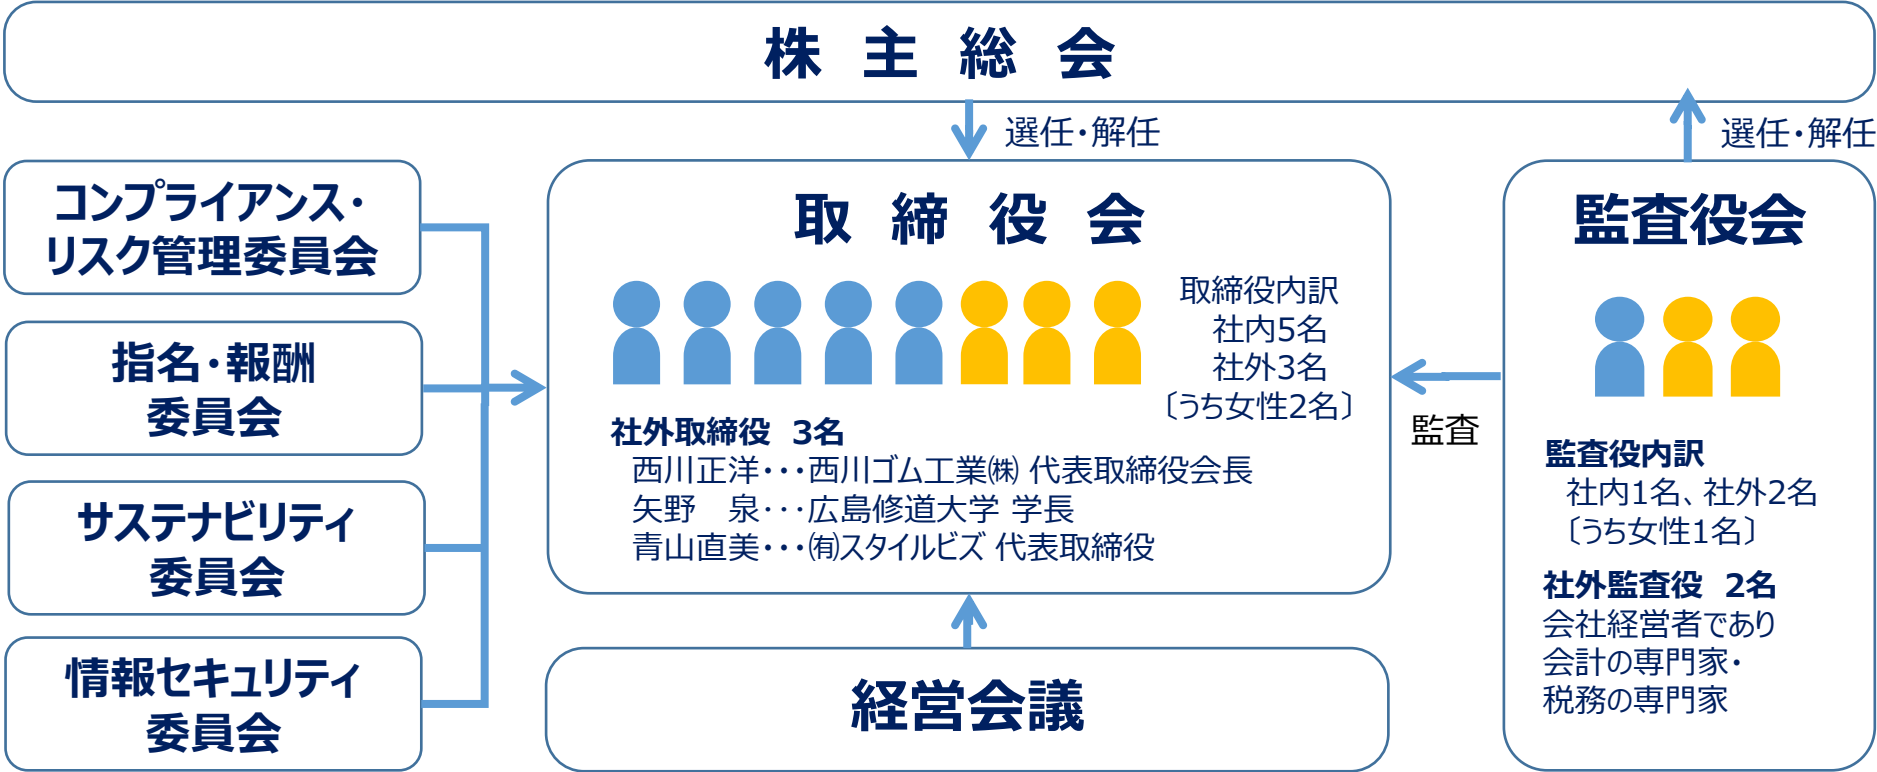 株 主 総 会
選任・解任
選任・解任
コンプライアンス・
リスク管理委員会
指名・報酬
委員会
サステナビリティ
委員会
情報セキュリティ
委員会
取 締 役 会
取締役内訳
社内5名
社外3名
〔うち女性2名〕
社外取締役 3名
西川正洋・・・西川ゴム工業㈱ 代表取締役会長
矢野 泉・・・広島修道大学 学長
青山直美・・・㈲スタイルビズ 代表取締役
経営会議
監査
監査役会
監査役内訳
社内1名、社外2名
〔うち女性1名〕
社外監査役 2名
会社経営者であり
会計の専門家・
税務の専門家